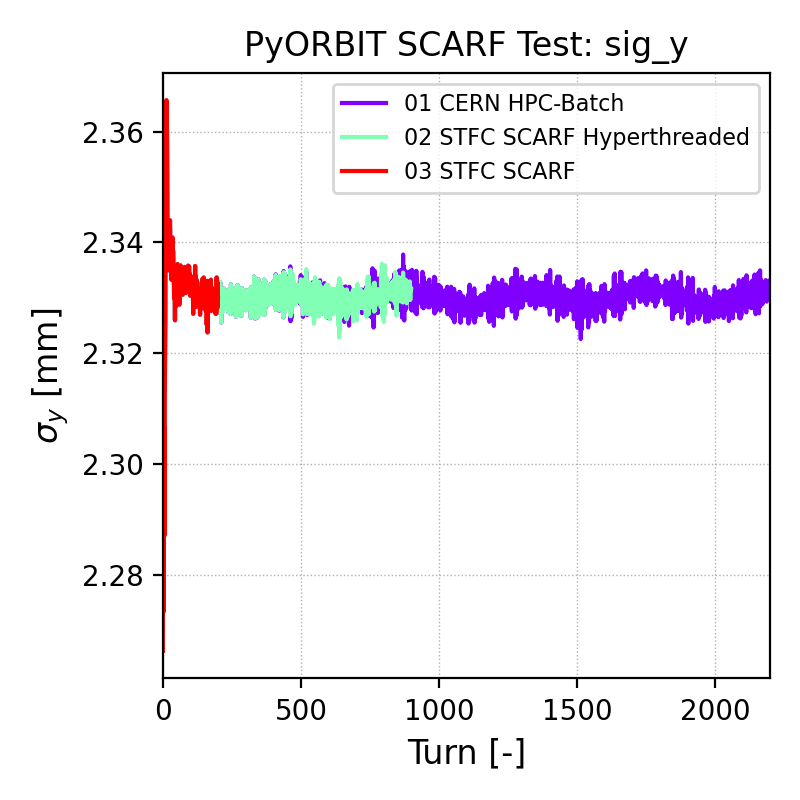 PyORBIT SCARF Test: sig_y
01 CERN HPC-Batch
02 STFC SCARF Hyperthreaded
03 STFC SCARF
2.36
2.34
2.32
2.30
2.28
σy [mm]
0 500 1000 1500 2000
Turn [-]